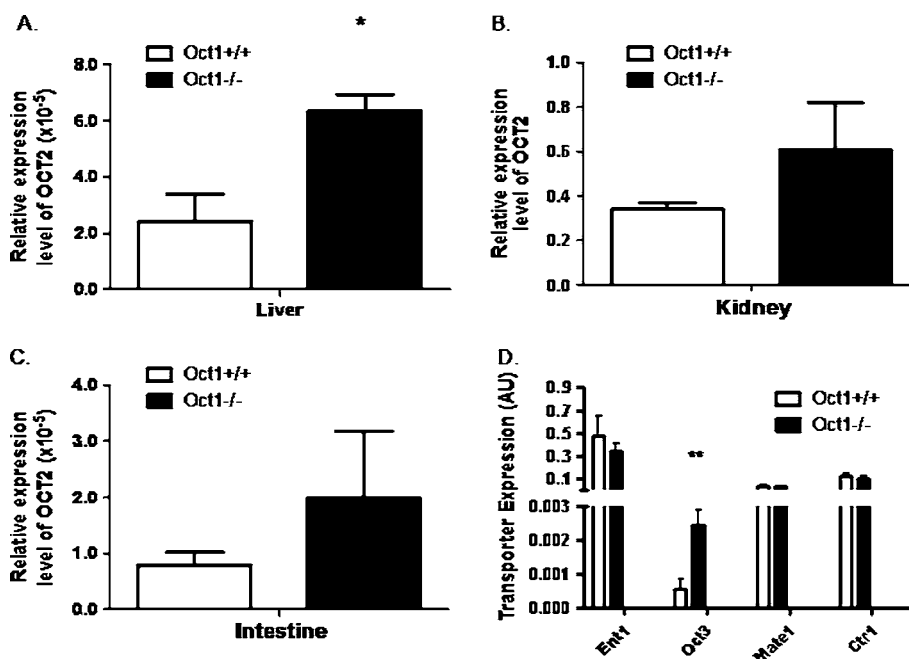 A.
*
Oct1+/+
Oct1-/-
Relative expression
level of OCT2 (x10-5)
8.0
6.0
4.0
2.0
0.0
Liver
B.
Oct1+/+
Oct1-/-
Relative expression
level of OCT2
1.0
0.8
0.6
0.4
0.2
0.0
Kidney
C.
Oct1+/+
Oct1-/-
Relative expression
level of OCT2 (x10-5)
4.0
3.0
2.0
1.0
0.0
Intestine
D.
Oct1+/+
Oct1-/-
**
Transporter Expression (AU)
0.9
0.7
0.5
0.3
0.1
0.003
0.002
0.001
0.000
Ent1
Oct3
Mate1
Ctr1